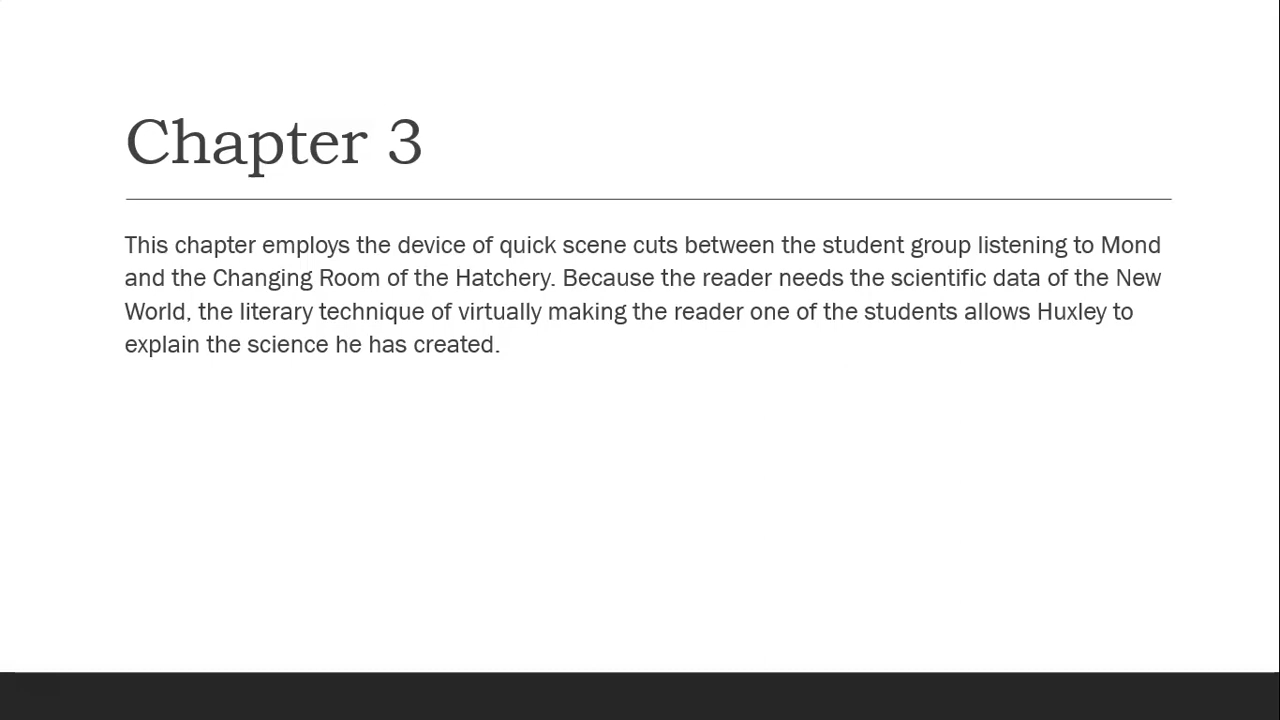 Chapter 3
This chapter employs the device of quick scene cuts between the student group listening to Mond
and the Changing Room of the Hatchery. Because the reader needs the scientific data of the New
World, the literary technique of virtually making the reader one of the students allows Huxley to
explain the science he has created.